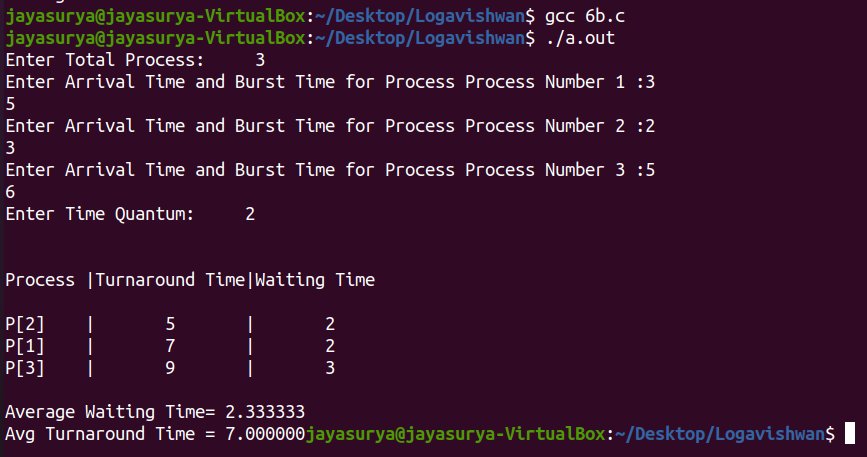 jayasurya@jayasurya-VirtualBox:~/Desktop/Logavishwan$ gcc 6b.c
jayasurya@jayasurya-VirtualBox:~/Desktop/Logavishwan$ ./a.out
Enter Total Process:     3
Enter Arrival Time and Burst Time for Process Process Number 1 :3
5
Enter Arrival Time and Burst Time for Process Process Number 2 :2
3
Enter Arrival Time and Burst Time for Process Process Number 3 :5
6
Enter Time Quantum:     2
Process |Turnaround Time|Waiting Time
P[2]    |       5       |       2
P[1]    |       7       |       2
P[3]    |       9       |       3
Average Waiting Time= 2.333333
Avg Turnaround Time = 7.000000jayasurya@jayasurya-VirtualBox:~/Desktop/Logavishwan$